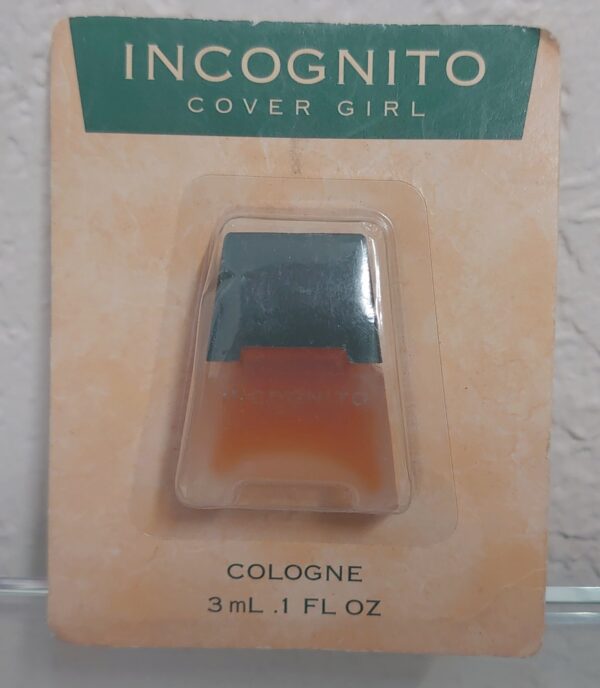 INCOGNITO
COVER GIRL
INCOGNITO
COLOGNE
3 mL .1 FL OZ